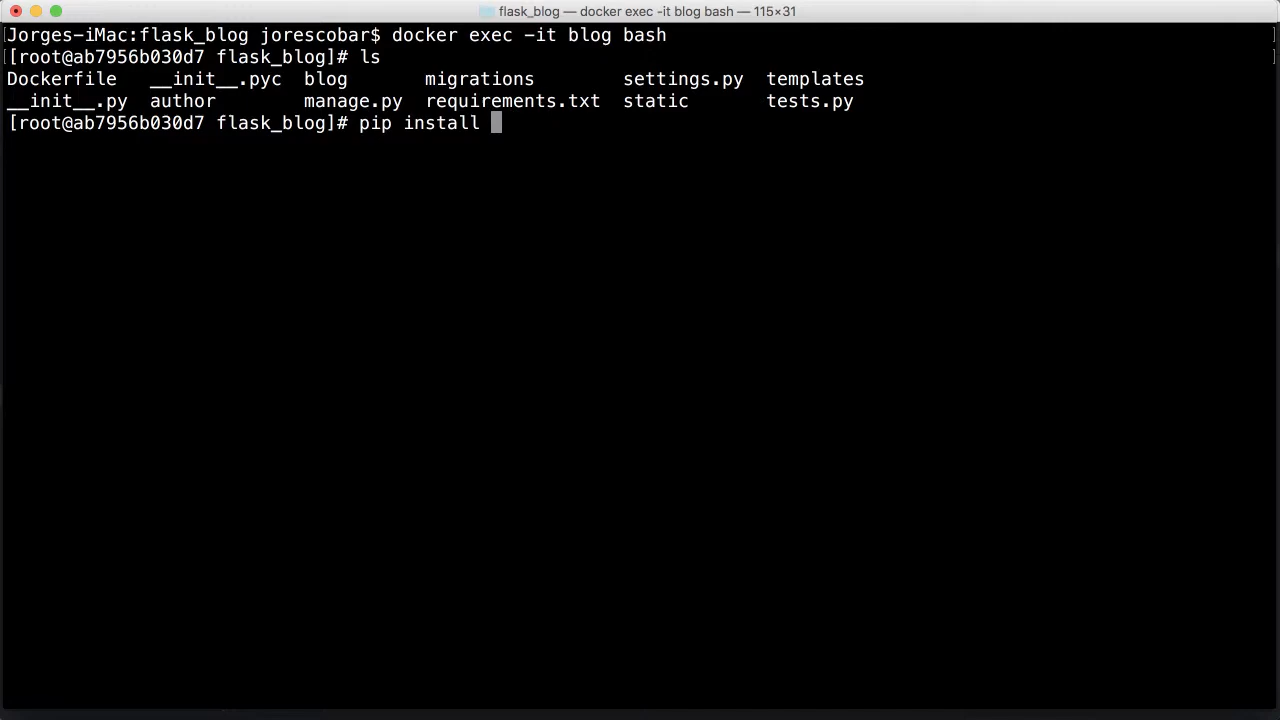 flask_blog — docker exec -it blog bash — 115×31
Jorges-iMac:flask_blog jorescobar$ docker exec -it blog bash
[root@ab7956b030d7 flask_blog]# ls
Dockerfile   __init__.pyc  blog       migrations        settings.py  templates
__init__.py  author        manage.py  requirements.txt  static       tests.py
[root@ab7956b030d7 flask_blog]# pip install